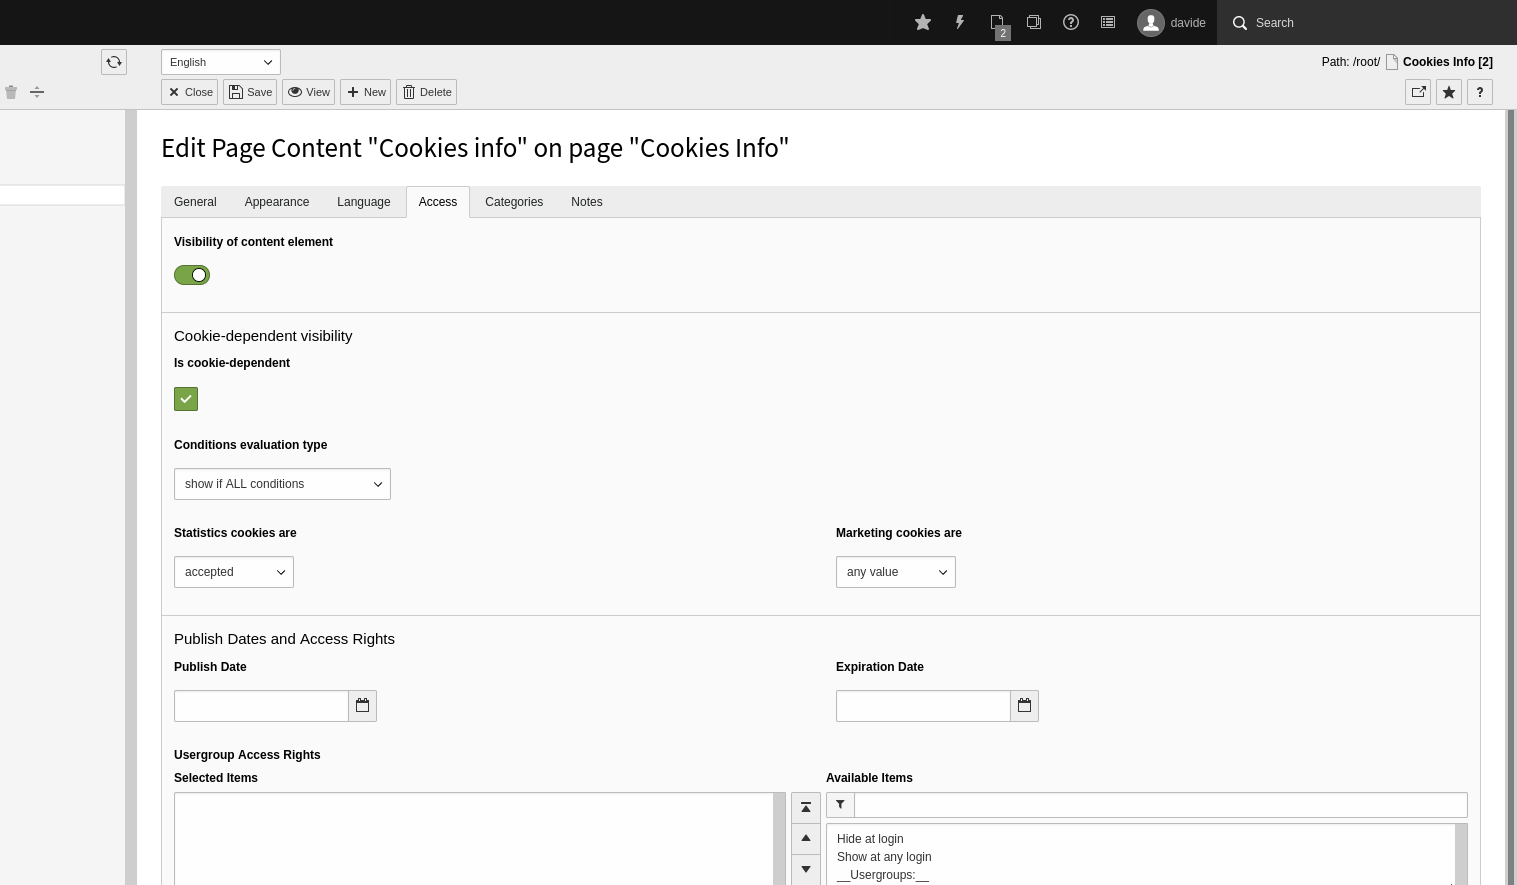 2
davide
Search
English
Path: /root/ Cookies Info [2]
Close
Save
View
New
Delete
?
Edit Page Content "Cookies info" on page "Cookies Info"
General
Appearance
Language
Access
Categories
Notes
Visibility of content element
Cookie-dependent visibility
Is cookie-dependent
Conditions evaluation type
show if ALL conditions
Statistics cookies are
Marketing cookies are
accepted
any value
Publish Dates and Access Rights
Publish Date
Expiration Date
Usergroup Access Rights
Selected Items
Available Items
Hide at login
Show at any login
__Usergroups:__